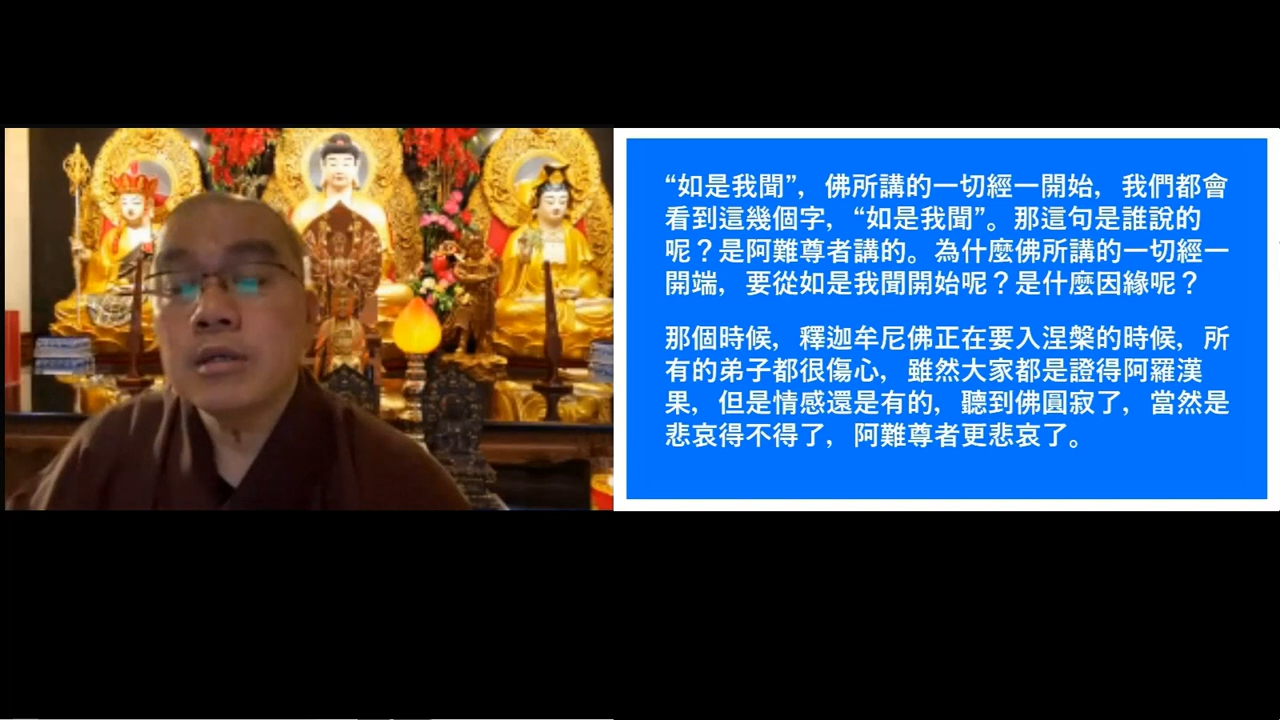 “如是我聞”，佛所講的一切經一開始，我們都會
看到這幾個字，“如是我聞”。那這句是誰說的
呢？是阿難尊者講的。為什麼佛所講的一切經一
開端，要從如是我聞開始呢？是什麼因緣呢？
那個時候，釋迦牟尼佛正在要入涅槃的時候，所
有的弟子都很傷心，雖然大家都是證得阿羅漢
果，但是情感還是有的，聽到佛圓寂了，當然是
悲哀得不得了，阿難尊者更悲哀了。